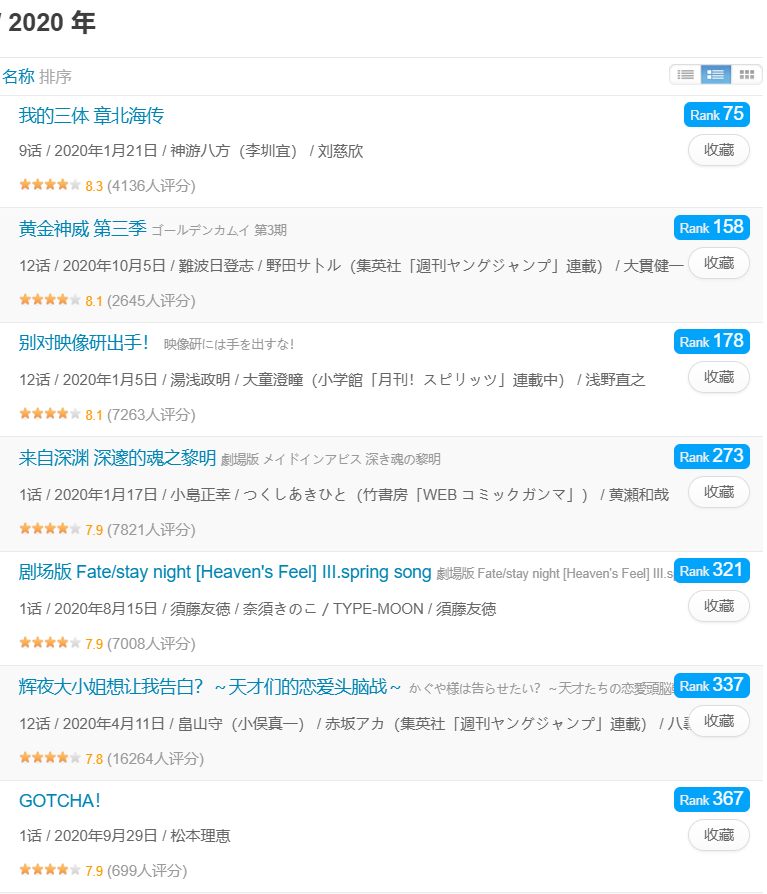 / 2020 年
名称 排序
我的三体 章北海传
Rank 75
9话 / 2020年1月21日 / 神游八方（李圳宜） / 刘慈欣
收藏
8.3 (4136人评分)
黄金神威 第三季 ゴールデンカムイ 第3期
Rank 158
12话 / 2020年10月5日 / 難波日登志 / 野田サトル（集英社「週刊ヤングジャンプ」連載） / 大貫健一
收藏
8.1 (2645人评分)
别对映像研出手！ 映像研には手を出すな！
Rank 178
12话 / 2020年1月5日 / 湯浅政明 / 大童澄瞳（小学館「月刊！スピリッツ」連載中） / 浅野直之
收藏
8.1 (7263人评分)
来自深渊 深邃的魂之黎明 劇場版 メイドインアビス 深き魂の黎明
Rank 273
1话 / 2020年1月17日 / 小島正幸 / つくしあきひと（竹書房「WEB コミックガンマ」） / 黄瀬和哉
收藏
7.9 (7821人评分)
剧场版 Fate/stay night [Heaven's Feel] III.spring song 劇場版 Fate/stay night [Heaven's Feel] III.s
Rank 321
1话 / 2020年8月15日 / 須藤友徳 / 奈須きのこ / TYPE-MOON / 須藤友徳
收藏
7.9 (7008人评分)
辉夜大小姐想让我告白？～天才们的恋爱头脑战～ かぐや様は告らせたい？～天才たちの恋愛頭脳
Rank 337
12话 / 2020年4月11日 / 畠山守（小俣真一） / 赤坂アカ（集英社「週刊ヤングジャンプ」連載） / 八
收藏
7.8 (16264人评分)
GOTCHA！
Rank 367
1话 / 2020年9月29日 / 松本理恵
收藏
7.9 (699人评分)